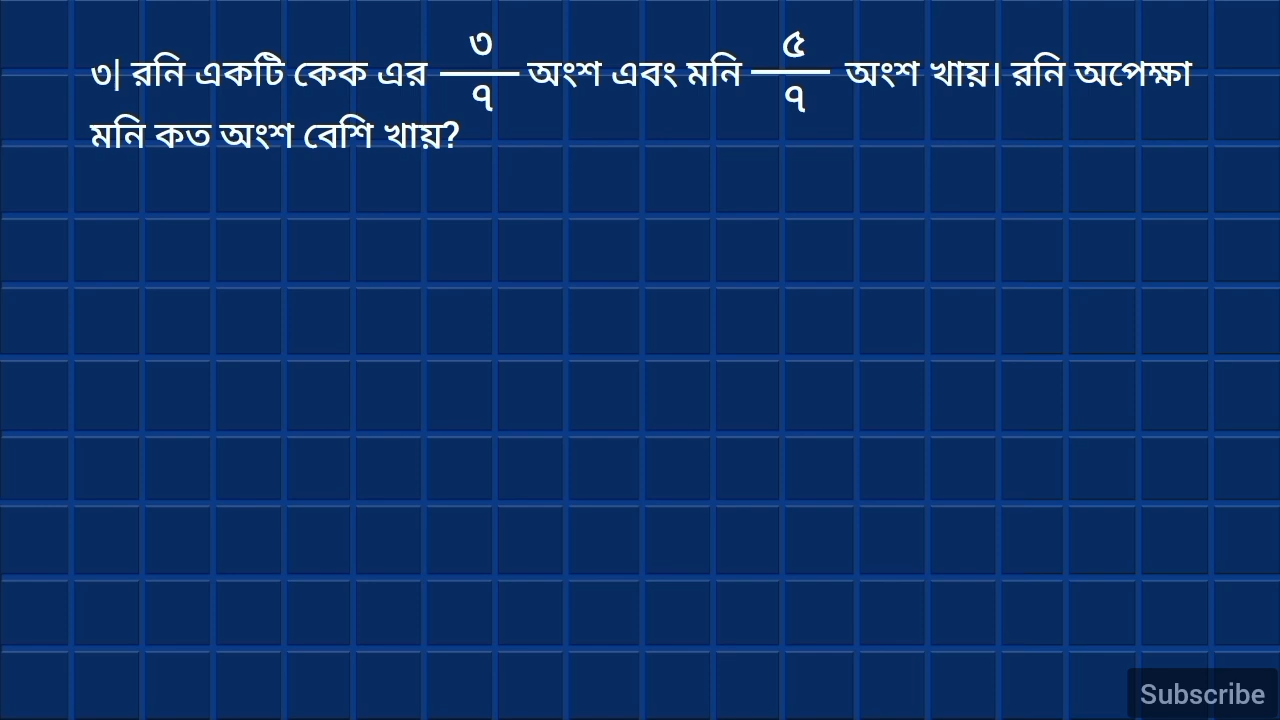 ৩| রনি একটি কেক এর ৩/৭ অংশ এবং মনি ৫/৭ অংশ খায়। রনি অপেক্ষা
মনি কত অংশ বেশি খায়?
Subscribe